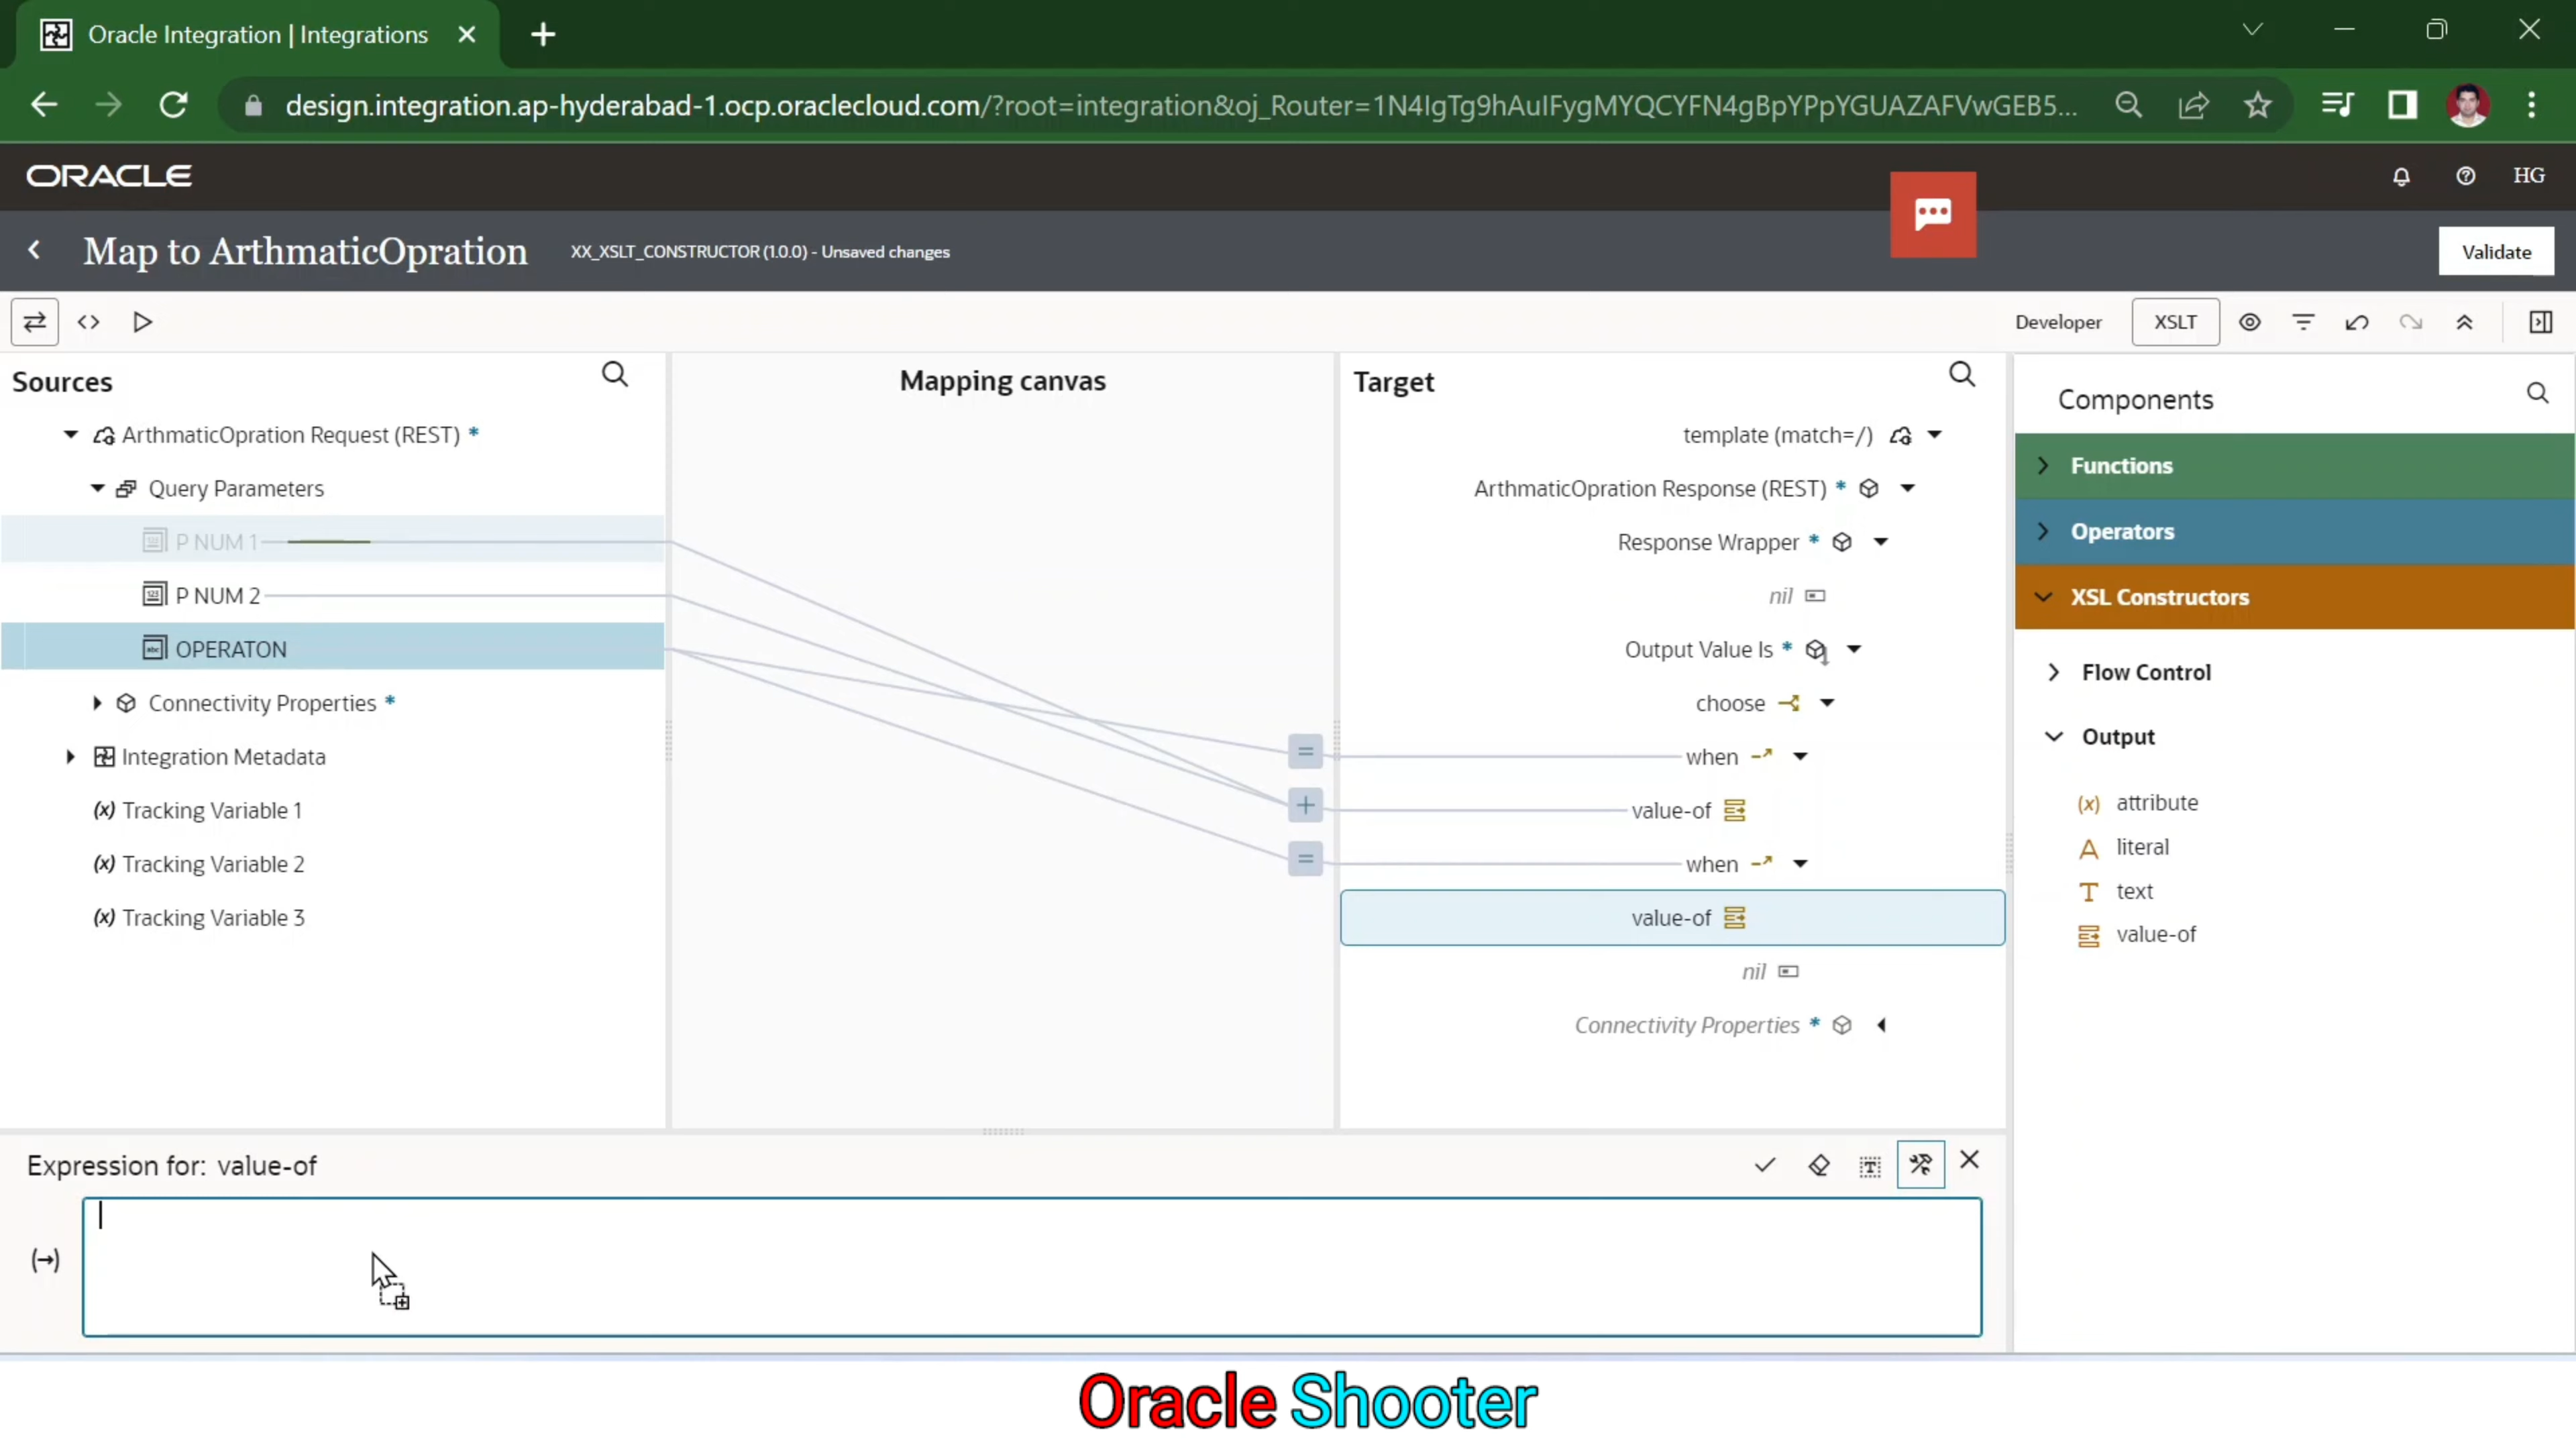 Oracle Integration | Integrations
design.integration.ap-hyderabad-1.ocp.oraclecloud.com/?root=integration&oj_Router=1N4IgTg9hAuIFygMYQCYFN4gBpYPpYGUAZAFVwGEB5...
ORACLE
HG
Map to ArthmaticOpration
XX_XSLT_CONSTRUCTOR (1.0.0) - Unsaved changes
Validate
Developer
XSLT
Sources
Mapping canvas
Target
Components
ArthmaticOpration Request (REST) *
template (match=/)
Functions
Query Parameters
ArthmaticOpration Response (REST) *
Operators
P NUM 1
Response Wrapper *
P NUM 2
nil
XSL Constructors
OPERATON
Output Value Is *
Flow Control
Connectivity Properties *
choose
Output
Integration Metadata
when
Tracking Variable 1
value-of
(x) attribute
Tracking Variable 2
when
literal
Tracking Variable 3
value-of
text
value-of
nil
Connectivity Properties *
Expression for: value-of
Oracle Shooter